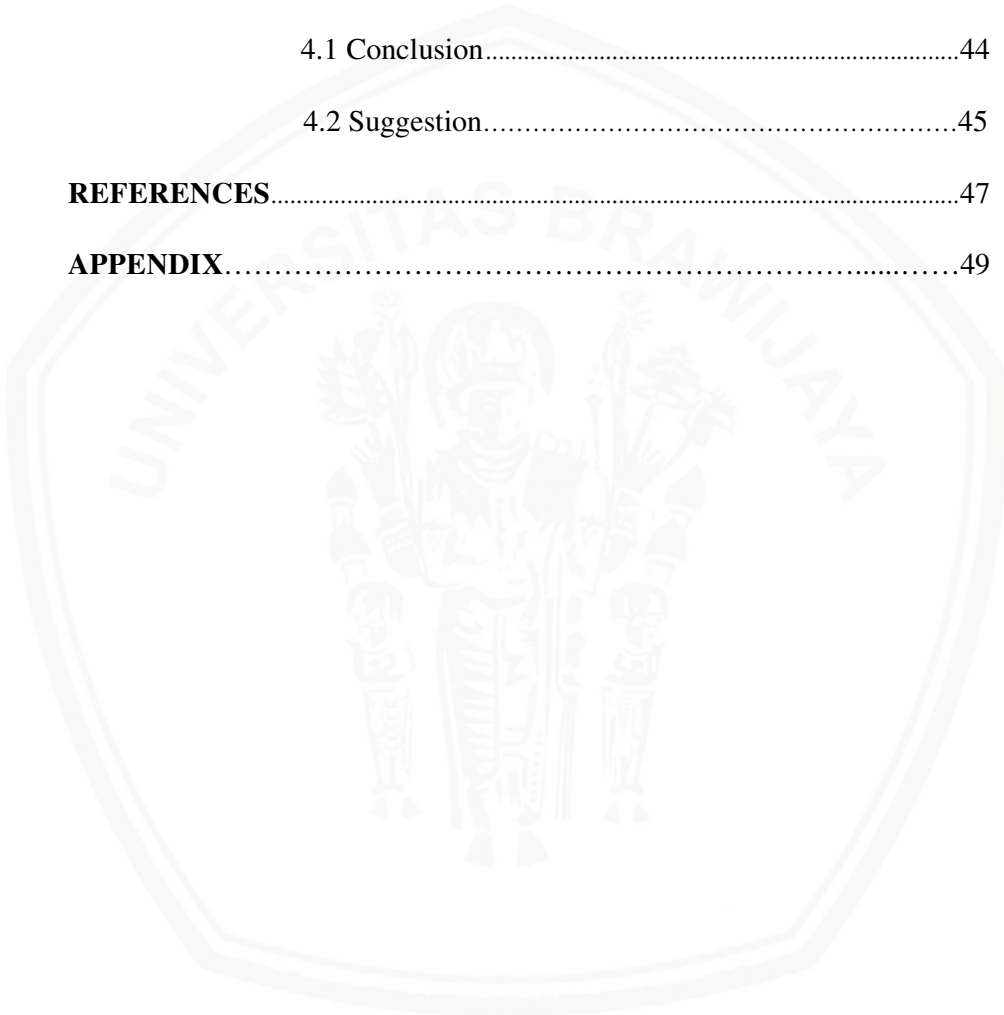 4.1 Conclusion....................................................................................44
4.2 Suggestion……………………………………………….45
REFERENCES.........................................................................................................................47
APPENDIX…………………………………………………………......……49
UNIVERSITAS BRAWIJAYA